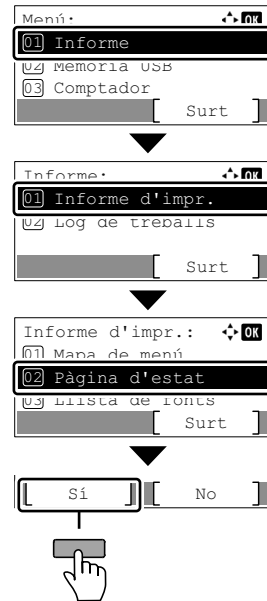 Menú: OK
01 Informe
02 Memòria USB
03 Comptador
[ Surt ]
Informe: OK
01 Informe d'impr.
02 Log de treballs
[ Surt ]
Informe d'impr.: OK
01 Mapa de menú
02 Pàgina d'estat
03 Llista de fonts
[ Surt ]
[ Sí ] [ No ]